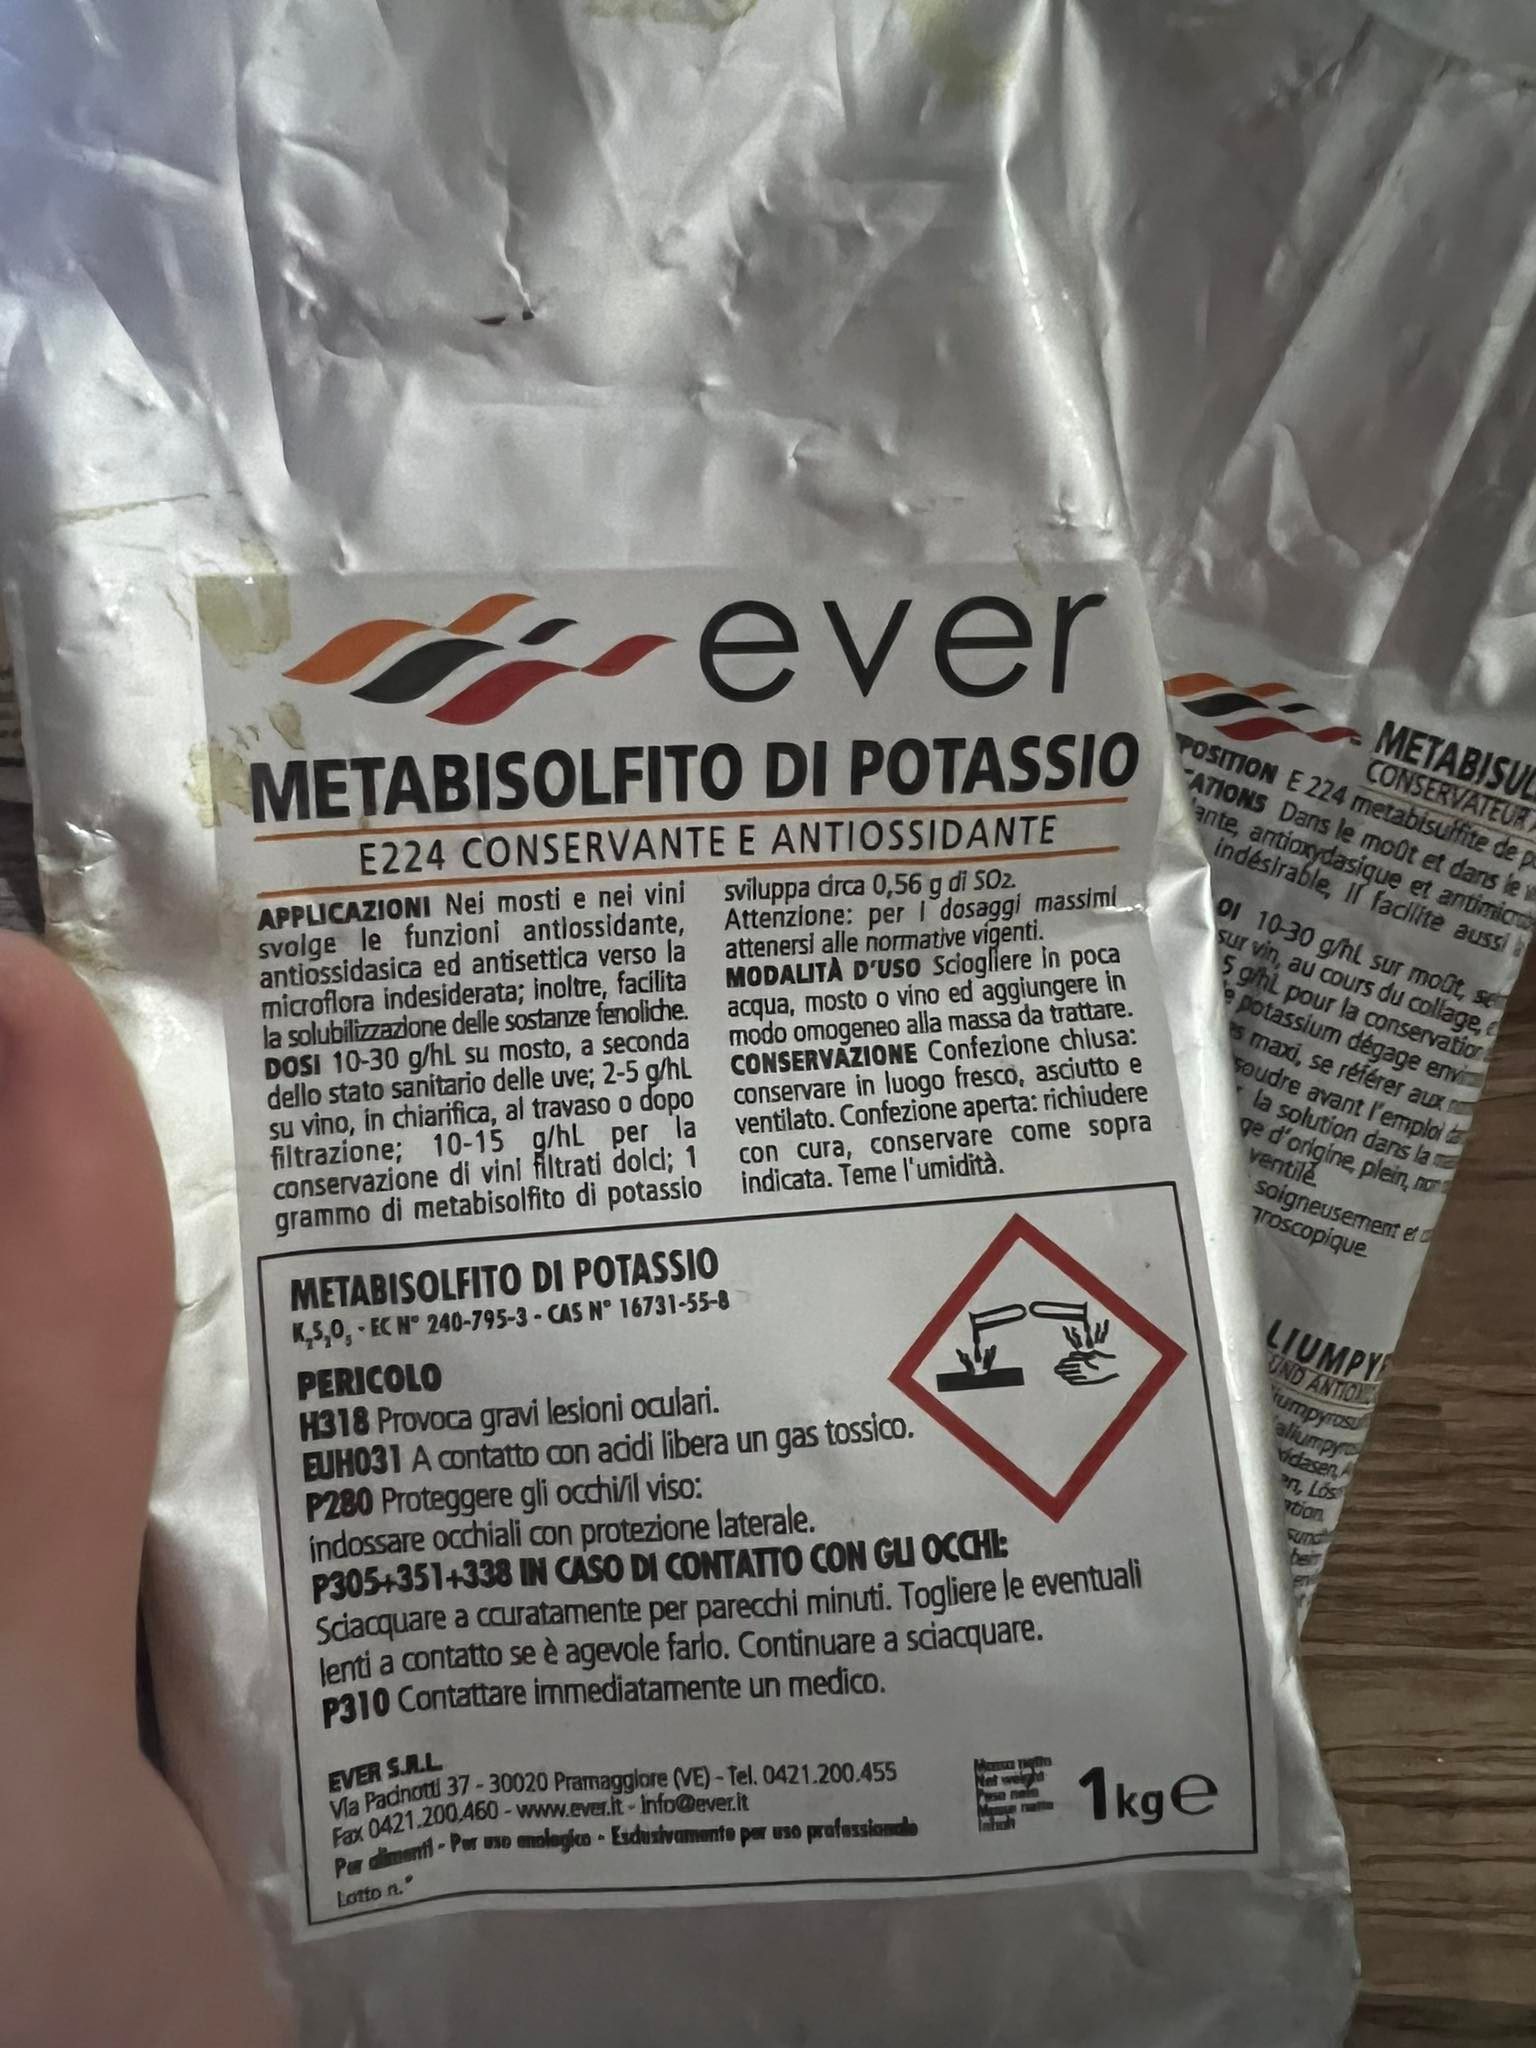 ever
METABISOLFITO DI POTASSIO
E224 CONSERVANTE E ANTIOSSIDANTE
APPLICAZIONI Nei mosti e nei vini
svolge le funzioni antiossidante,
antiossidasica ed antisettica verso la
microflora indesiderata; inoltre, facilita
la solubilizzazione delle sostanze fenoliche.
DOSI 10-30 g/hL su mosto, a seconda
dello stato sanitario delle uve; 2-5 g/hL
su vino, in chiarifica, al travaso o dopo
filtrazione; 10-15 g/hL per la
conservazione di vini filtrati dolci; 1
grammo di metabisolfito di potassio
sviluppa circa 0,56 g di SO2.
Attenzione: per i dosaggi massimi
attenersi alle normative vigenti.
MODALITÀ D'USO Sciogliere in poca
acqua, mosto o vino ed aggiungere in
modo omogeneo alla massa da trattare.
CONSERVAZIONE Confezione chiusa:
conservare in luogo fresco, asciutto e
ventilato. Confezione aperta: richiudere
con cura, conservare come sopra
indicata. Teme l'umidità.
METABISOLFITO DI POTASSIO
K₂S₂O₅ - EC N° 240-795-3 - CAS N° 16731-55-8
PERICOLO
H318 Provoca gravi lesioni oculari.
EUH031 A contatto con acidi libera un gas tossico.
P280 Proteggere gli occhi/il viso:
indossare occhiali con protezione laterale.
P305+351+338 IN CASO DI CONTATTO CON GLI OCCHI:
Sciacquare a ccuratamente per parecchi minuti. Togliere le eventuali
lenti a contatto se è agevole farlo. Continuare a sciacquare.
P310 Contattare immediatamente un medico.
EVER S.R.L.
Via Pacinotti 37 - 30020 Pramaggiore (VE) - Tel. 0421.200.455
Fax 0421.200.460 - www.ever.it - info@ever.it
Per alimenti - Per uso enologico - Esclusivamente per uso professionale
Lotto n.°
Massa netta
Net weight
Peso neto
Masse nette
Inhalt
1kg e
CONSERVATEUR
E 224 metabisulfite de
Dans le moût et dans le
antioxydasique et
indésirable, il facilite aussi
10-30 g/hL sur moût,
sur vin, au cours du collage,
5 g/hL pour la
potassium dégage
maxi, se référer aux
avant l'emploi
la solution dans la
d'origine, plein, non
ventilé.
soigneusement et
UND